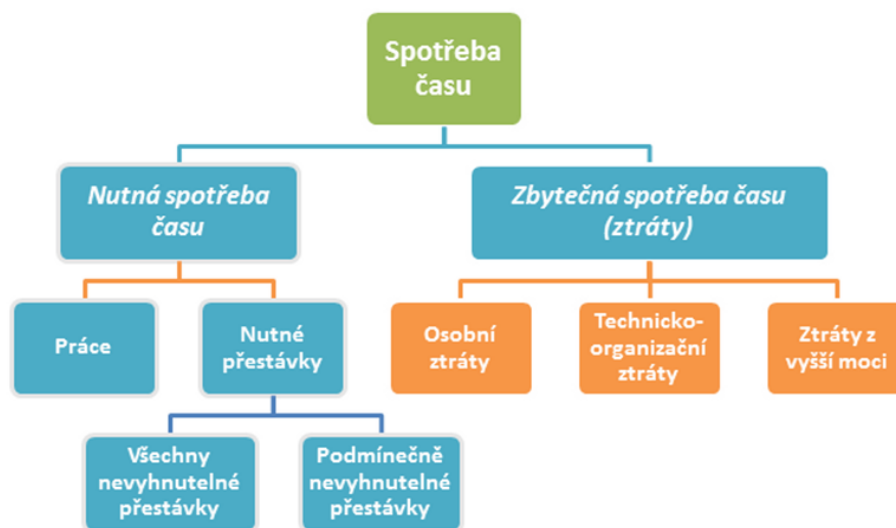 Spotřeba
času
Nutná spotřeba
času
Zbytečná spotřeba času
(ztráty)
Práce
Nutné
přestávky
Osobní
ztráty
Technicko-
organizační
ztráty
Ztráty z
vyšší moci
Všechny
nevyhnutelné
přestávky
Podmínečně
nevyhnutelné
přestávky